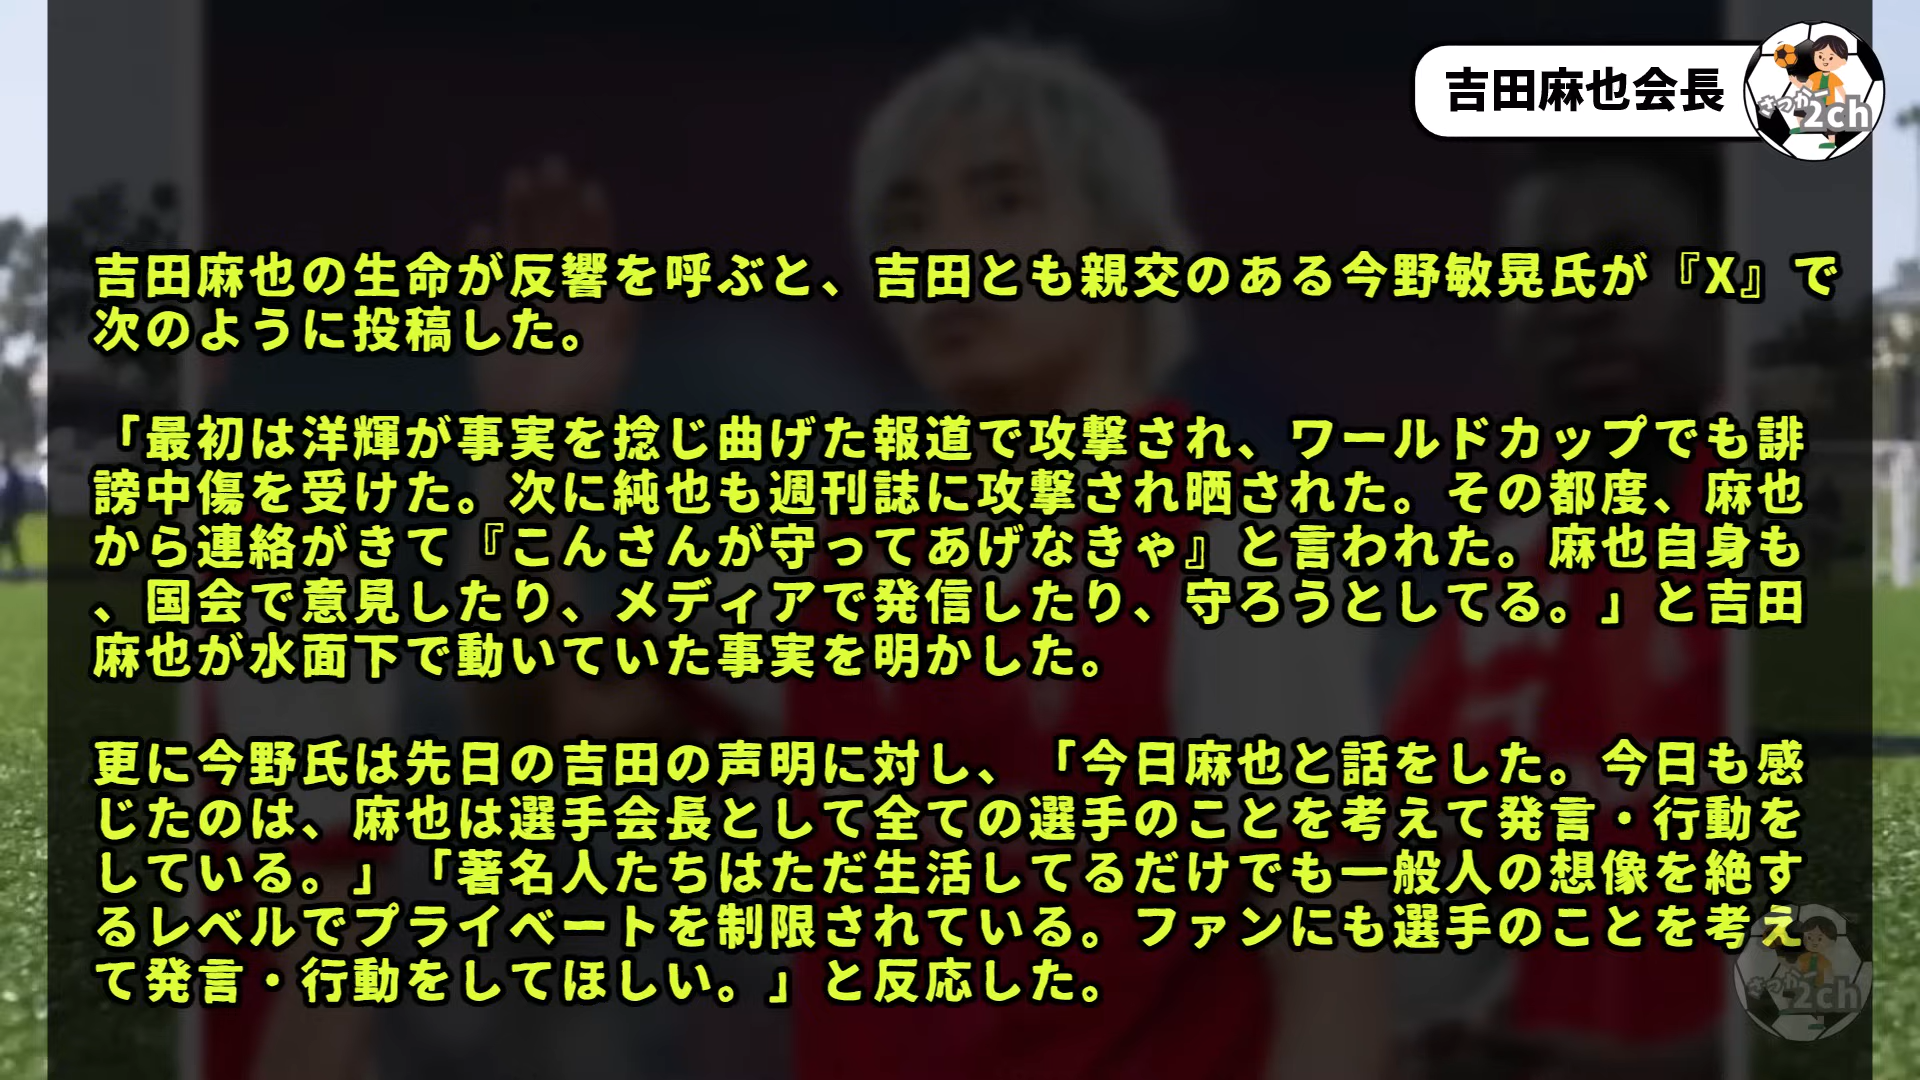 吉田麻也会長
さっかー
2ch
吉田麻也の生命が反響を呼ぶと、吉田とも親交のある今野敏晃氏が『X』で
次のように投稿した。
「最初は洋輝が事実を捻じ曲げた報道で攻撃され、ワールドカップでも誹
謗中傷を受けた。次に純也も週刊誌に攻撃され晒された。その都度、麻也
から連絡がきて『こんさんが守ってあげなきゃ』と言われた。麻也自身も
、国会で意見したり、メディアで発信したり、守ろうとしてる。」と吉田
麻也が水面下で動いていた事実を明かした。
更に今野氏は先日の吉田の声明に対し、「今日麻也と話をした。今日も感
じたのは、麻也は選手会長として全ての選手のことを考えて発言・行動を
している。」「著名人たちはただ生活してるだけでも一般人の想像を絶す
るレベルでプライベートを制限されている。ファンにも選手のことを考え
て発言・行動をしてほしい。」と反応した。
さっかー
2ch